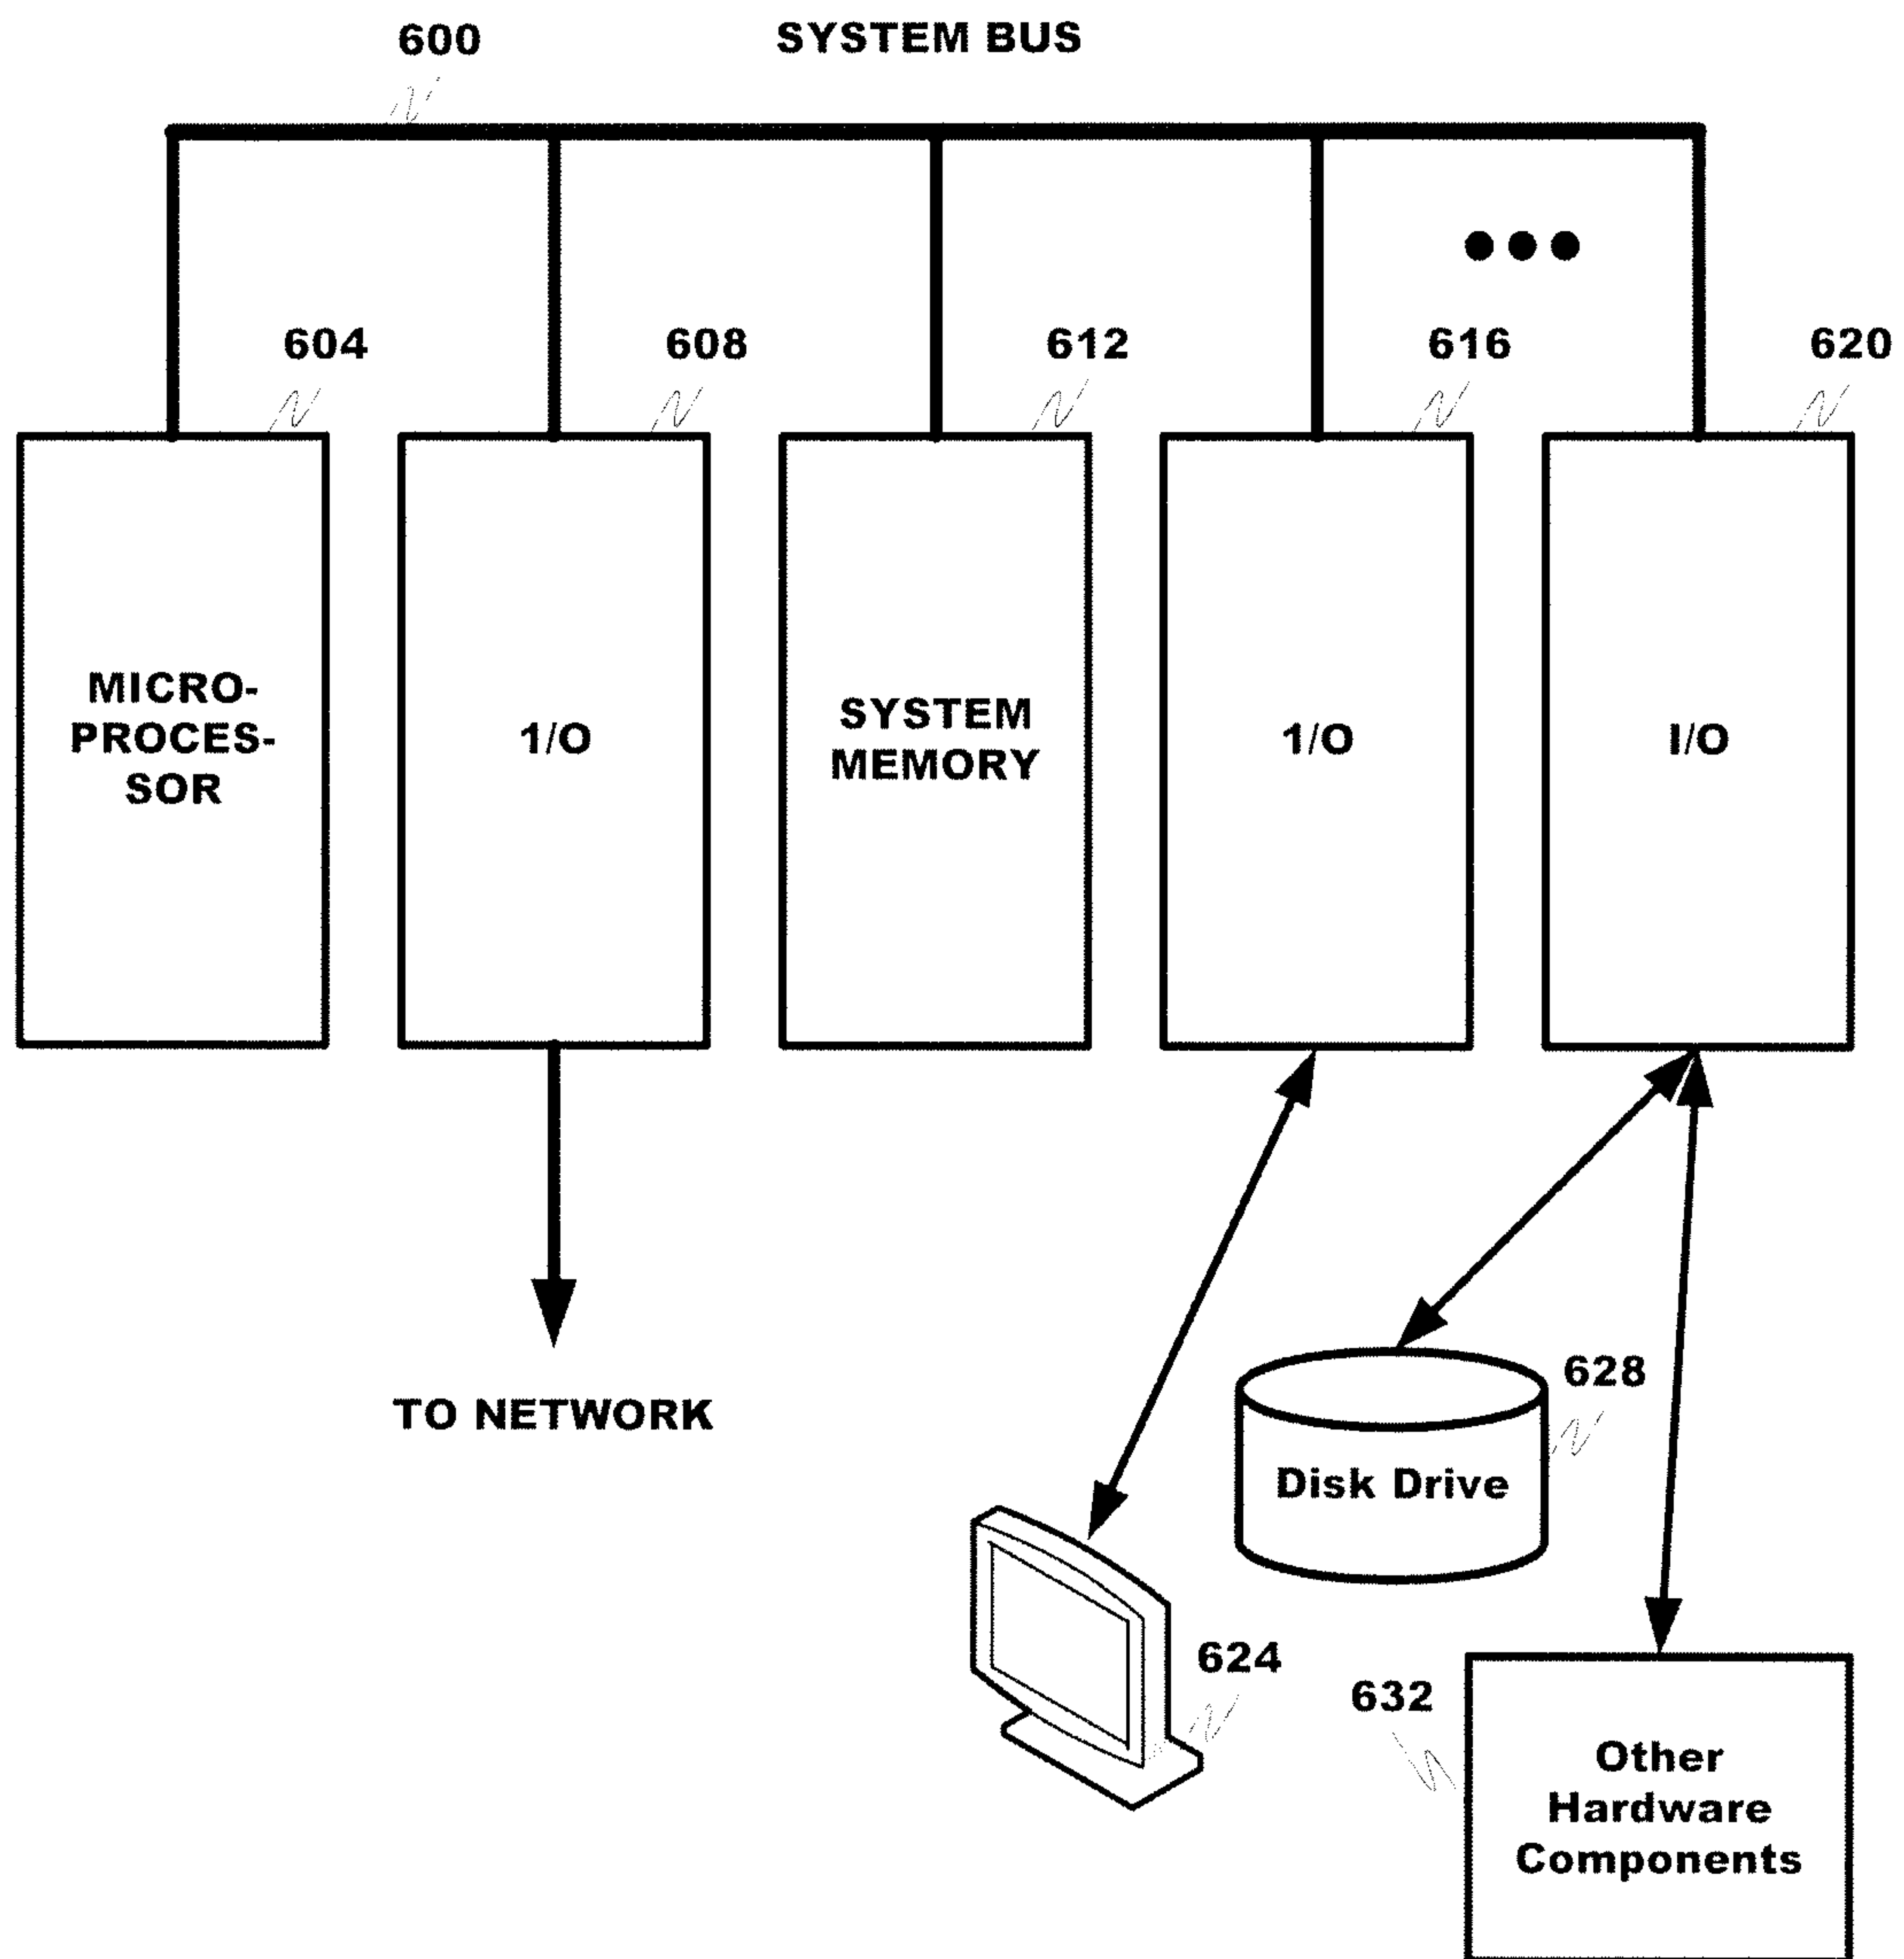 600
SYSTEM BUS
604
608
612
616
620
MICRO-
PROCES-
SOR
1/O
SYSTEM
MEMORY
1/O
I/O
TO NETWORK
628
Disk Drive
624
632
Other
Hardware
Components